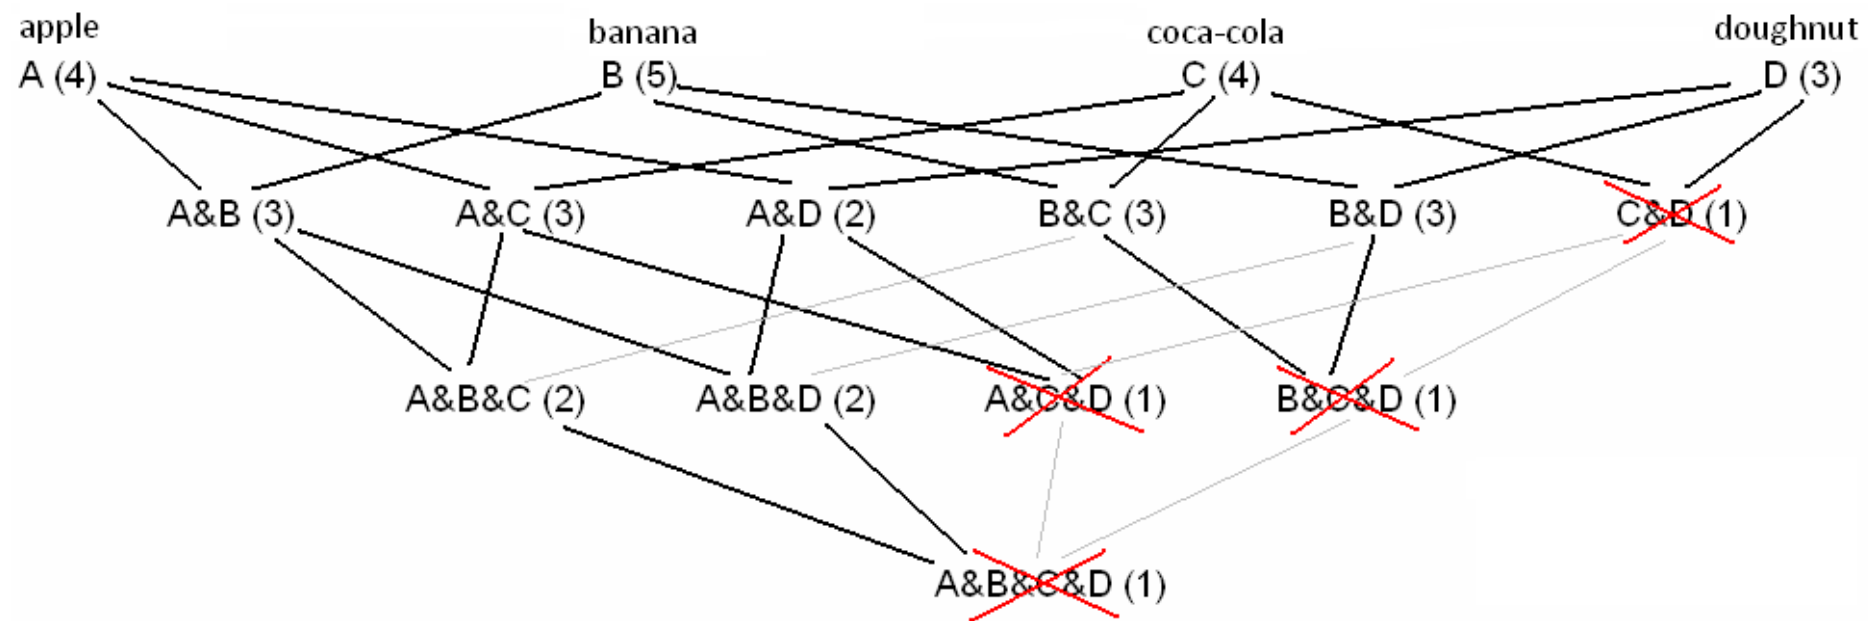 apple banana coca-cola doughnut
A (4) B (5) C (4) D (3)
A&B (3) A&C (3) A&D (2) B&C (3) B&D (3) C&D (1)
A&B&C (2) A&B&D (2) A&C&D (1) B&C&D (1)
A&B&C&D (1)